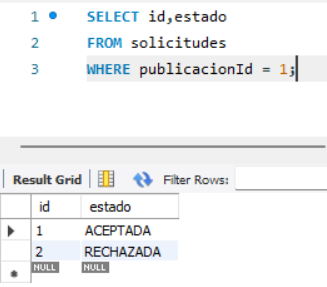 1 SELECT id,estado
2 FROM solicitudes
3 WHERE publicacionId = 1;
Result Grid Filter Rows:
id estado
1 ACEPTADA
2 RECHAZADA
NULL NULL